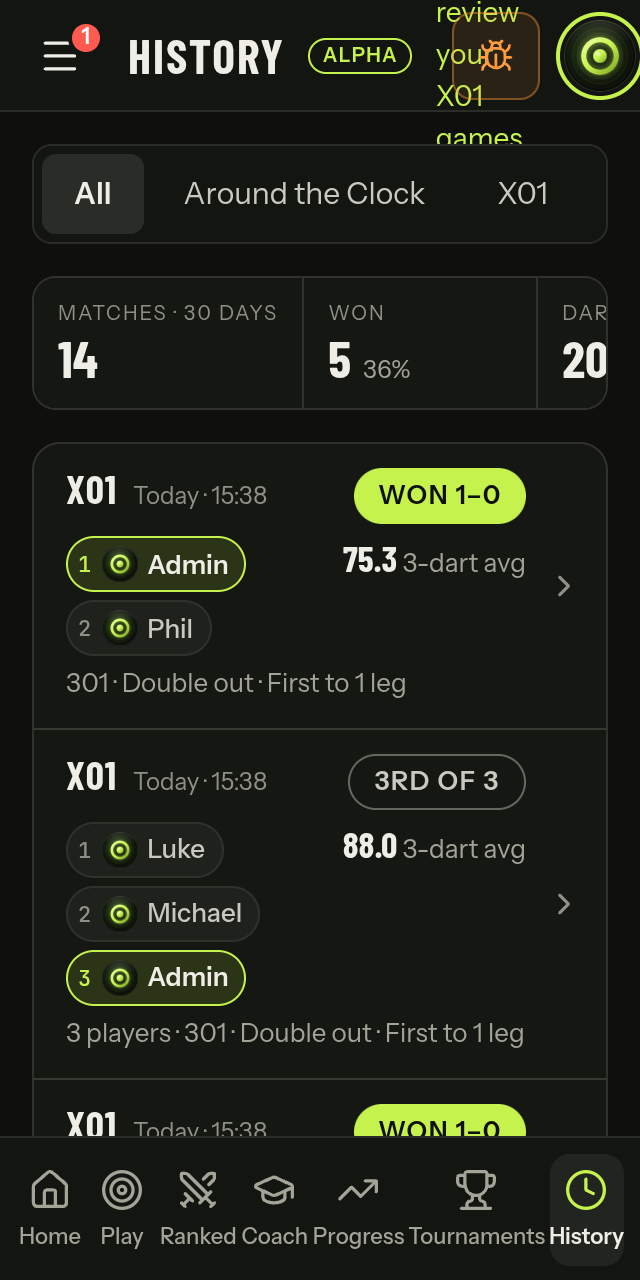 1
HISTORY
ALPHA
review
your
X01
games
All
Around the Clock
X01
MATCHES · 30 DAYS
14
WON
5 36%
DAR
20
X01 Today · 15:38
WON 1–0
1 Admin
75.3 3-dart avg
2 Phil
301 · Double out · First to 1 leg
X01 Today · 15:38
3RD OF 3
1 Luke
88.0 3-dart avg
2 Michael
3 Admin
3 players · 301 · Double out · First to 1 leg
X01 Today · 15:38
WON 1–0
Home
Play
Ranked
Coach
Progress
Tournaments
History